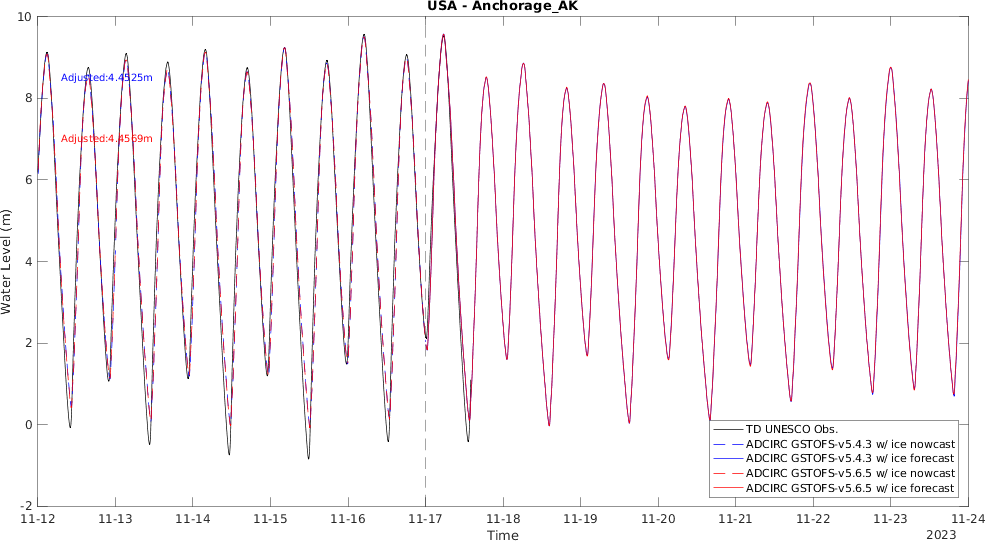 USA - Anchorage_AK
10
8
6
4
2
0
-2
Water Level (m)
Adjusted:4.4525m
Adjusted:4.4569m
TD UNESCO Obs.
ADCIRC GSTOFS-v5.4.3 w/ ice nowcast
ADCIRC GSTOFS-v5.4.3 w/ ice forecast
ADCIRC GSTOFS-v5.6.5 w/ ice nowcast
ADCIRC GSTOFS-v5.6.5 w/ ice forecast
11-12 11-13 11-14 11-15 11-16 11-17 11-18 11-19 11-20 11-21 11-22 11-23 11-24
Time
2023